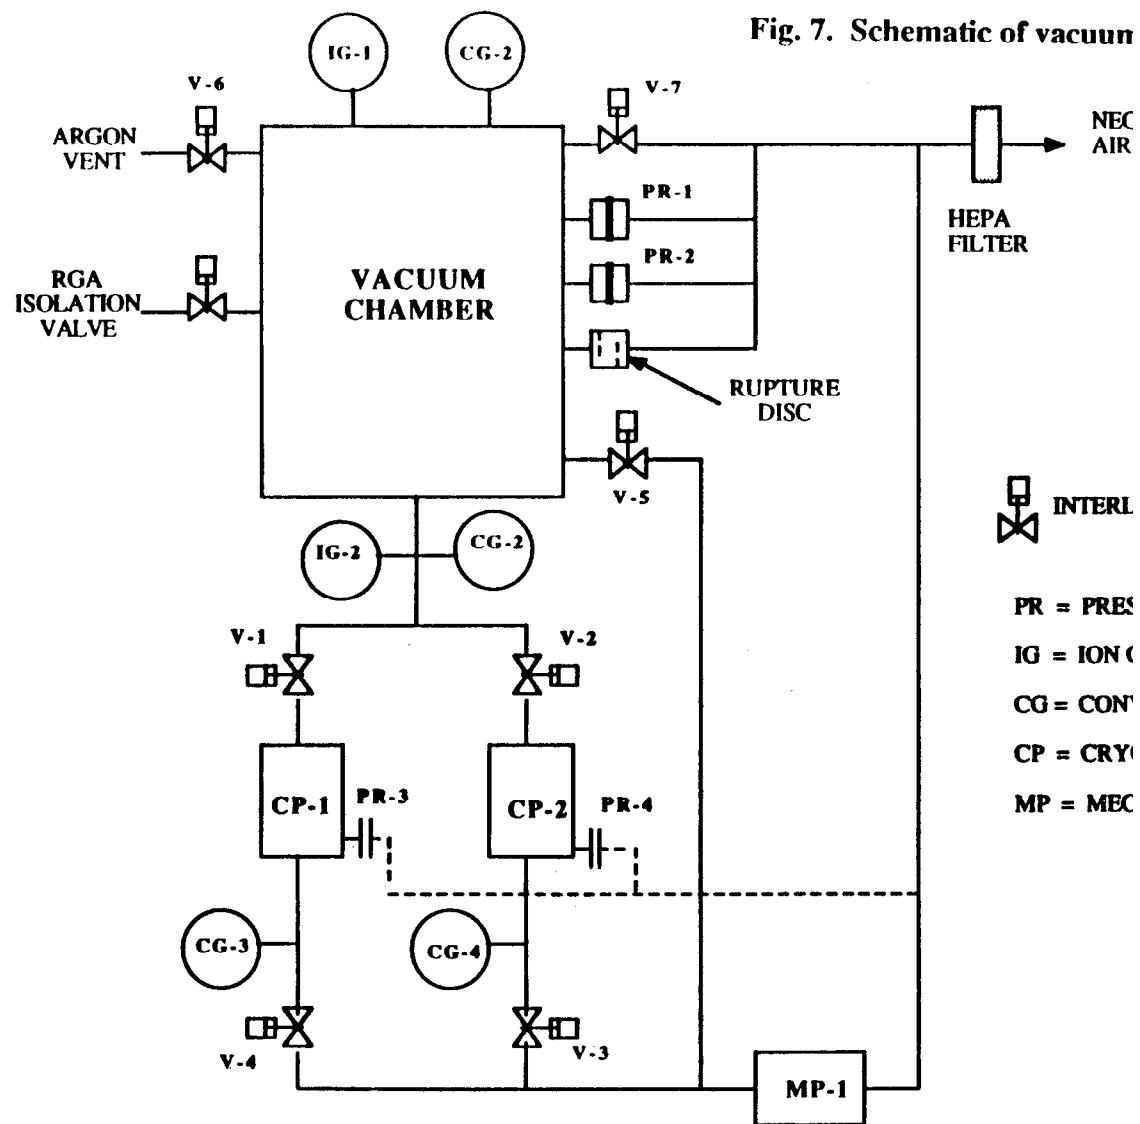 Fig. 7. Schematic of vacuum
IG-1
CG-2
V-6
V-7
ARGON
VENT
NEC
AIR
PR-1
HEPA
FILTER
PR-2
RGA
ISOLATION
VALVE
VACUUM
CHAMBER
RUPTURE
DISC
V-5
INTERL
IG-2
CG-2
PR = PRES
V-1
V-2
IG = ION
CG = CON
CP = CRY
PR-3
CP-1
CP-2
PR-4
MP = MEC
CG-3
CG-4
V-4
V-3
MP-1